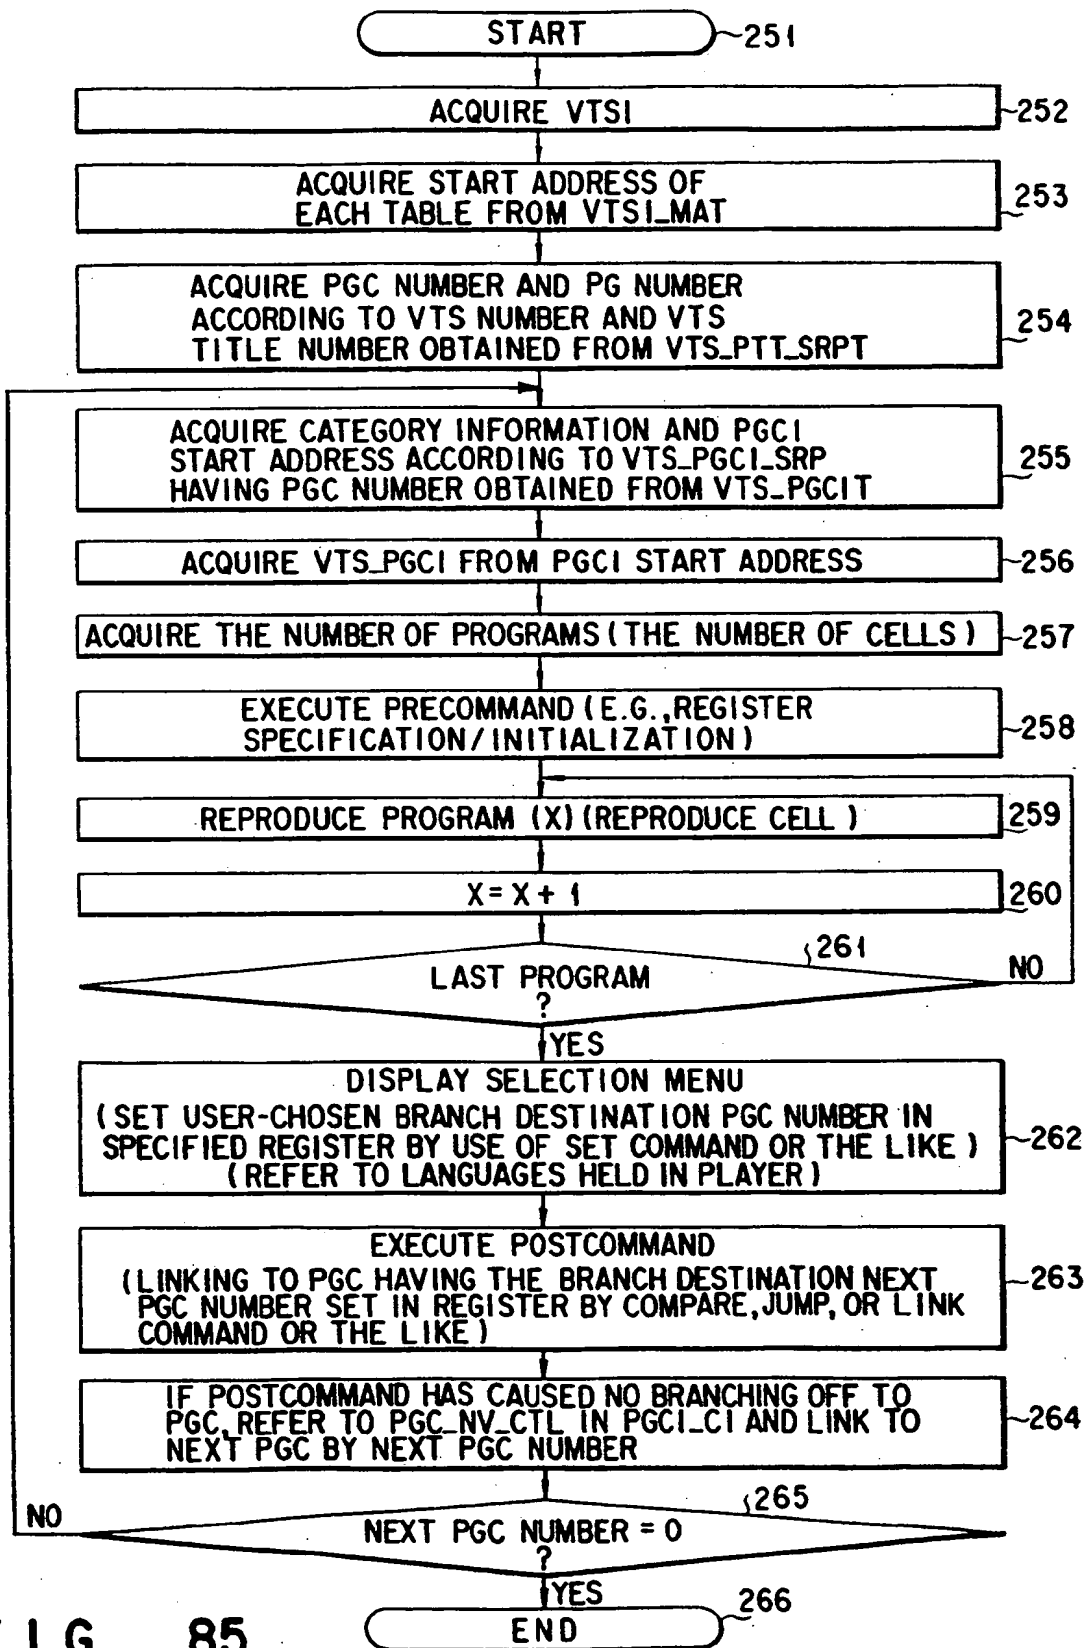 START
251
ACQUIRE VTSI
252
ACQUIRE START ADDRESS OF
EACH TABLE FROM VTSI_MAT
253
ACQUIRE PGC NUMBER AND PG NUMBER
ACCORDING TO VTS NUMBER AND VTS
TITLE NUMBER OBTAINED FROM VTS_PTT_SRPT
254
ACQUIRE CATEGORY INFORMATION AND PGCI
START ADDRESS ACCORDING TO VTS_PGCI_SRP
HAVING PGC NUMBER OBTAINED FROM VTS_PGCIT
255
ACQUIRE VTS_PGCI FROM PGCI START ADDRESS
256
ACQUIRE THE NUMBER OF PROGRAMS (THE NUMBER OF CELLS)
257
EXECUTE PRECOMMAND (E.G., REGISTER
SPECIFICATION/INITIALIZATION)
258
REPRODUCE PROGRAM (X) (REPRODUCE CELL)
259
X = X + 1
260
261
LAST PROGRAM
?
NO
YES
DISPLAY SELECTION MENU
(SET USER-CHOSEN BRANCH DESTINATION PGC NUMBER IN
SPECIFIED REGISTER BY USE OF SET COMMAND OR THE LIKE)
(REFER TO LANGUAGES HELD IN PLAYER)
262
EXECUTE POSTCOMMAND
(LINKING TO PGC HAVING THE BRANCH DESTINATION NEXT
PGC NUMBER SET IN REGISTER BY COMPARE, JUMP, OR LINK
COMMAND OR THE LIKE)
263
IF POSTCOMMAND HAS CAUSED NO BRANCHING OFF TO
PGC, REFER TO PGC_NV_CTL IN PGCI_CI AND LINK TO
NEXT PGC BY NEXT PGC NUMBER
264
265
NO
NEXT PGC NUMBER = 0
?
YES
END
266
FIG. 85